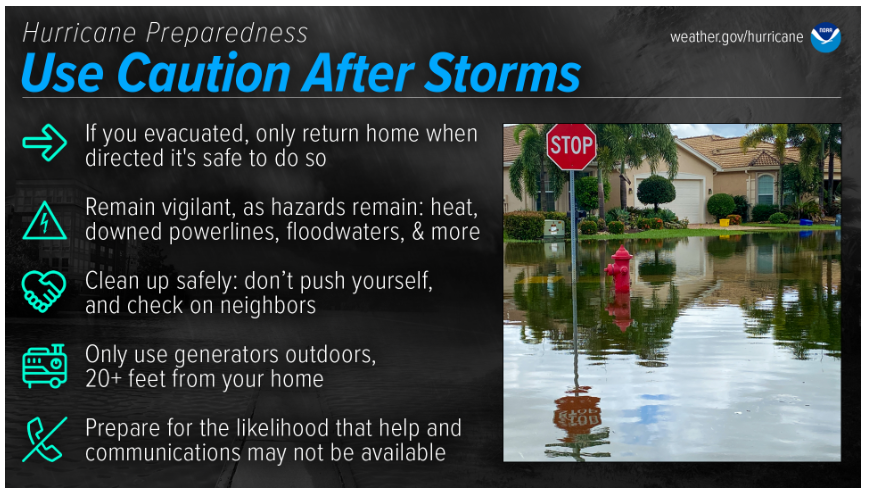 Hurricane Preparedness
Use Caution After Storms
weather.gov/hurricane
NOAA
If you evacuated, only return home when
directed it's safe to do so
Remain vigilant, as hazards remain: heat,
downed powerlines, floodwaters, & more
Clean up safely: don’t push yourself,
and check on neighbors
Only use generators outdoors,
20+ feet from your home
Prepare for the likelihood that help and
communications may not be available
STOP
STOP